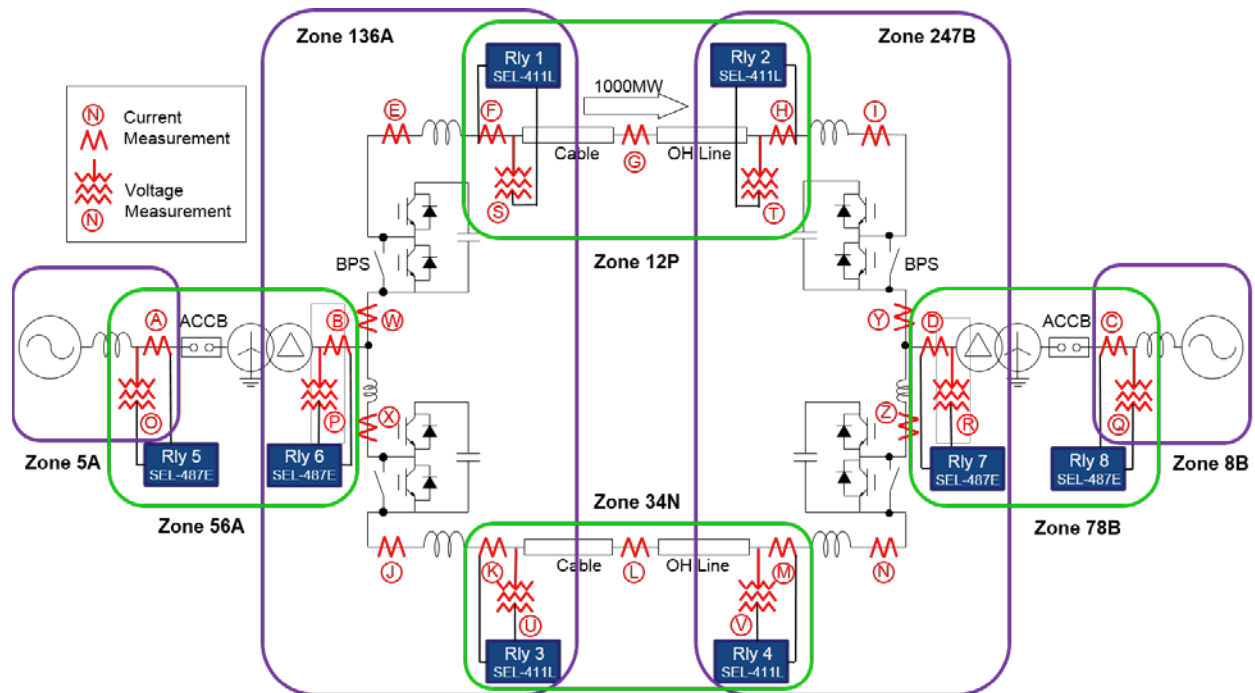 Zone 136A
Zone 247B
Rly 1
SEL-411L
Rly 2
SEL-411L
1000MW
N
Current
Measurement
Voltage
Measurement
N
E
F
H
I
Cable
G
OH Line
S
T
BPS
Zone 12P
BPS
A
ACCB
B
W
Y
D
ACCB
C
O
P
X
Z
R
Q
Rly 5
SEL-487E
Rly 6
SEL-487E
Rly 7
SEL-487E
Rly 8
SEL-487E
Zone 5A
Zone 8B
Zone 56A
Zone 34N
Zone 78B
J
K
Cable
L
OH Line
M
N
U
V
Rly 3
SEL-411L
Rly 4
SEL-411L